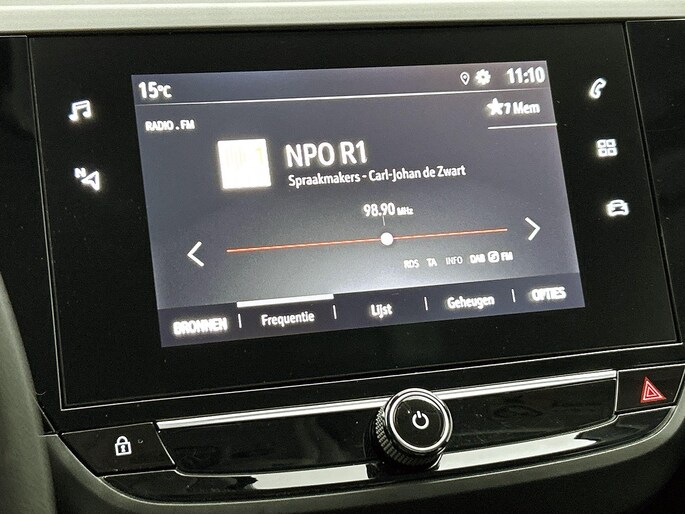 15°C
11:10
RADIO . FM
★7 Mem
N
NPO R1
Spraakmakers - Carl-Johan de Zwart
98.90 MHz
RDS TA INFO DAB FM
BRONNEN Frequentie Lijst Geheugen OPTIES